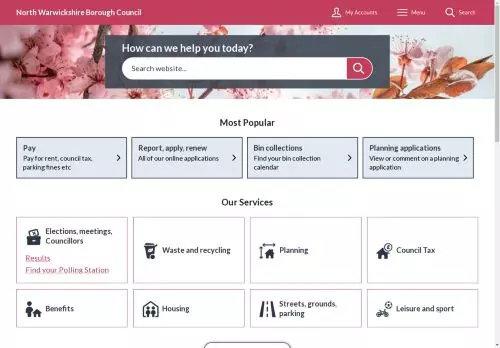 North Warwickshire Borough Council
My Accounts
Menu
Search
How can we help you today?
Search website...
Most Popular
Pay
Pay for rent, council tax,
parking fines etc
Report, apply, renew
All of our online applications
Bin collections
Find your bin collection
calendar
Planning applications
View or comment on a planning
application
Our Services
Elections, meetings,
Councillors
Results
Find your Polling Station
Waste and recycling
Planning
Council Tax
Benefits
Housing
Streets, grounds,
parking
Leisure and sport